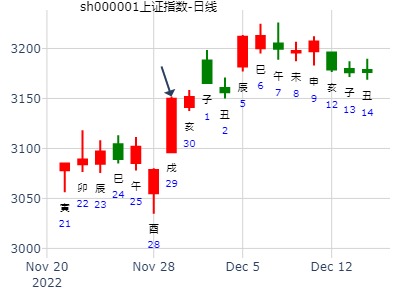 sh000001上证指数-日线
3200
3150
3100
3050
3000
寅
21
卯
22
辰
23
巳
24
午
25
酉
28
戌
29
亥
30
子
1
丑
2
辰
5
巳
6
午
7
未
8
申
9
亥
12
子
13
丑
14
Nov 20
2022
Nov 28
Dec 5
Dec 12